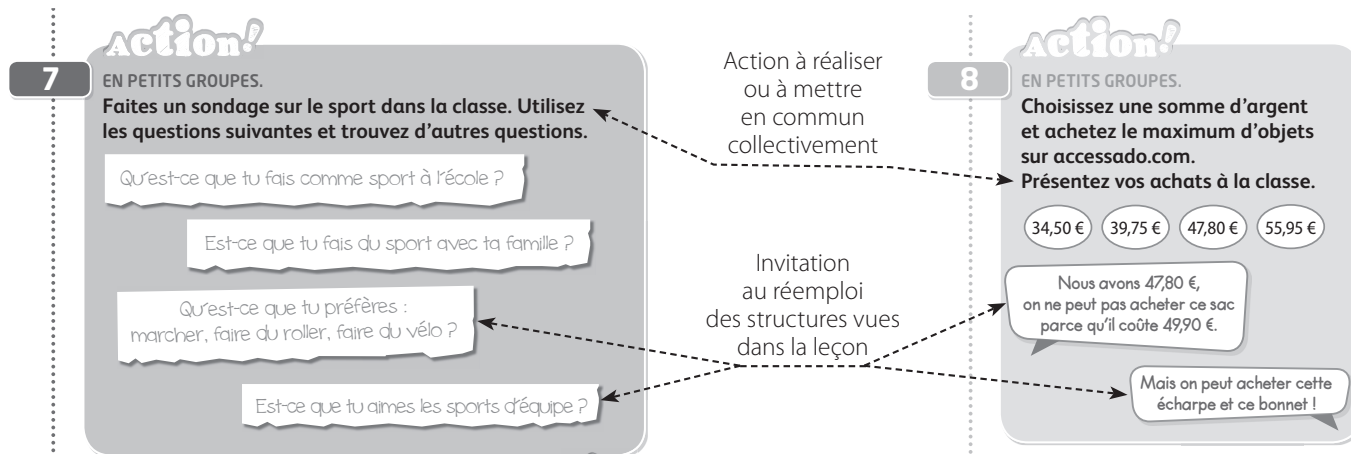 Action!
7
EN PETITS GROUPES.
Faites un sondage sur le sport dans la classe. Utilisez
les questions suivantes et trouvez d'autres questions.
Qu'est-ce que tu fais comme sport à l'école ?
Est-ce que tu fais du sport avec ta famille ?
Qu'est-ce que tu préfères :
marcher, faire du roller, faire du vélo ?
Est-ce que tu aimes les sports d'équipe ?
Action à réaliser
ou à mettre
en commun
collectivement
Invitation
au réemploi
des structures vues
dans la leçon
Action!
8
EN PETITS GROUPES.
Choisissez une somme d'argent
et achetez le maximum d'objets
sur accessado.com.
Présentez vos achats à la classe.
34,50 € 39,75 € 47,80 € 55,95 €
Nous avons 47,80 €,
on ne peut pas acheter ce sac
parce qu'il coûte 49,90 €.
Mais on peut acheter cette
écharpe et ce bonnet !